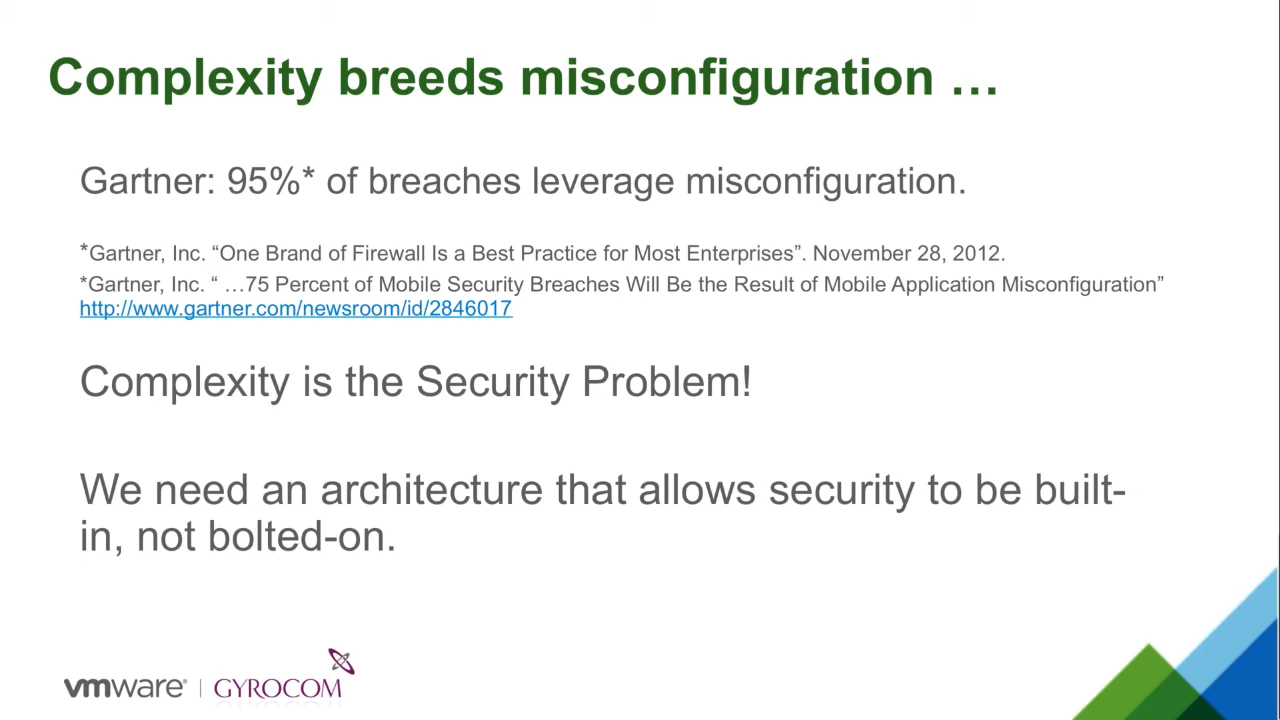 Complexity breeds misconfiguration …
Gartner: 95%* of breaches leverage misconfiguration.
*Gartner, Inc. “One Brand of Firewall Is a Best Practice for Most Enterprises”. November 28, 2012.
*Gartner, Inc. “ …75 Percent of Mobile Security Breaches Will Be the Result of Mobile Application Misconfiguration”
http://www.gartner.com/newsroom/id/2846017
Complexity is the Security Problem!
We need an architecture that allows security to be built-
in, not bolted-on.
vmware® | GYROCOM